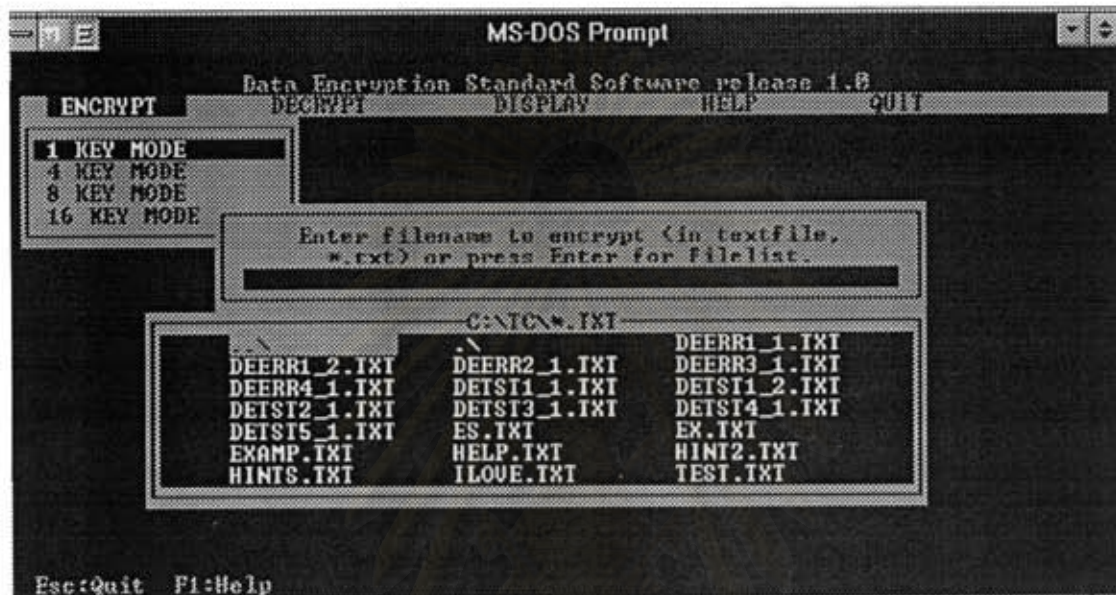 MS-DOS Prompt
Data Encryption Standard Software release 1.0
ENCRYPT DECRYPT DISPLAY HELP QUIT
1 KEY MODE
4 KEY MODE
8 KEY MODE
16 KEY MODE
Enter filename to encrypt (in textfile,
*.txt) or press Enter for Filelist.
C:\TC\*.TXT
..\ .\ DEERR1_1.TXT
DEERR1_2.TXT DEERR2_1.TXT DEERR3_1.TXT
DEERR4_1.TXT DETST1_1.TXT DETST1_2.TXT
DETST2_1.TXT DETST3_1.TXT DETST4_1.TXT
DETST5_1.TXT ES.TXT EX.TXT
EXAMP.TXT HELP.TXT HINT2.TXT
HINTS.TXT ILOVE.TXT TEST.TXT
Esc:Quit F1:Help